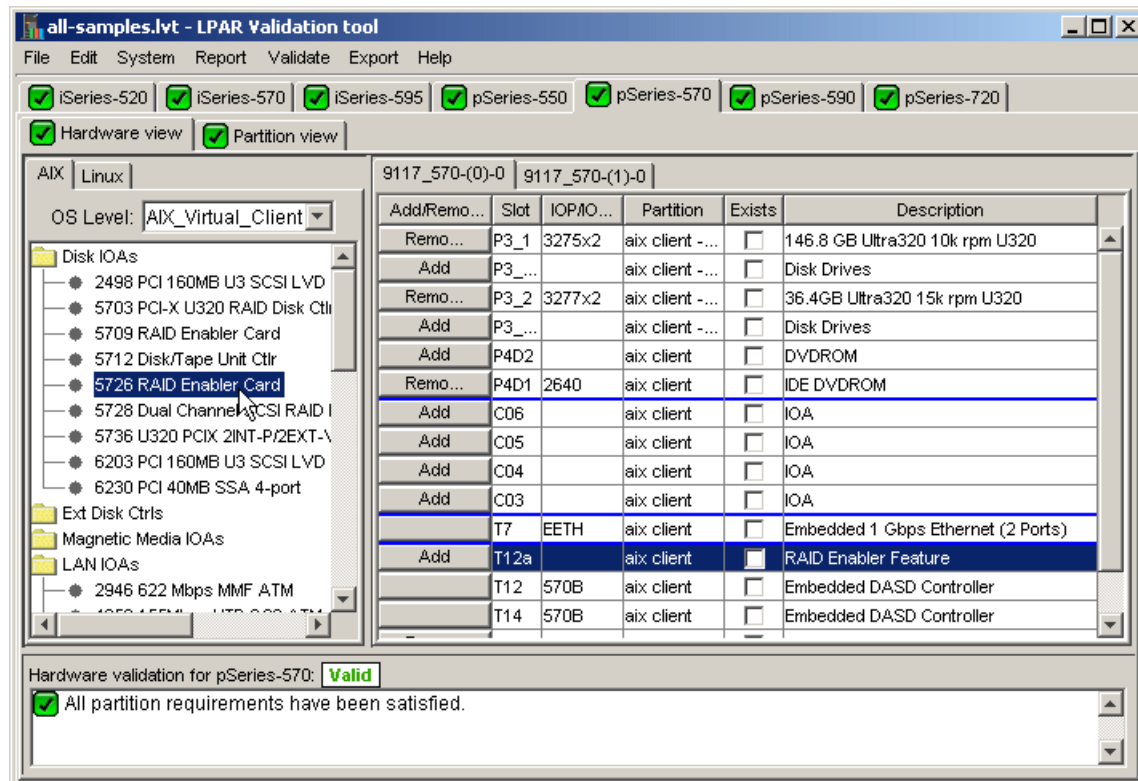 all-samples.lvt - LPAR Validation tool
File Edit System Report Validate Export Help
iSeries-520 iSeries-570 iSeries-595 pSeries-550 pSeries-570 pSeries-590 pSeries-720
Hardware view Partition view
AIX Linux
OS Level: AIX_Virtual_Client
Disk IOAs
2498 PCI 160MB U3 SCSI LVD
5703 PCI-X U320 RAID Disk Ctl
5709 RAID Enabler Card
5712 Disk/Tape Unit Ctlr
5726 RAID Enabler Card
5728 Dual Channel SCSI RAID
5736 U320 PCIX 2INT-P/2EXT-
6203 PCI 160MB U3 SCSI LVD
6230 PCI 40MB SSA 4-port
Ext Disk Ctrls
Magnetic Media IOAs
LAN IOAs
2946 622 Mbps MMF ATM
9117_570-(0)-0 9117_570-(1)-0
Add/Remo... Slot IOP/IO... Partition Exists Description
Remo... P3_1 3275x2 aix client -... 146.8 GB Ultra320 10k rpm U320
Add P3_... aix client -... Disk Drives
Remo... P3_2 3277x2 aix client -... 36.4GB Ultra320 15k rpm U320
Add P3_... aix client -... Disk Drives
Add P4D2 aix client DVDROM
Remo... P4D1 2640 aix client IDE DVDROM
Add C06 aix client IOA
Add C05 aix client IOA
Add C04 aix client IOA
Add C03 aix client IOA
T7 EETH aix client Embedded 1 Gbps Ethernet (2 Ports)
Add T12a aix client RAID Enabler Feature
T12 570B aix client Embedded DASD Controller
T14 570B aix client Embedded DASD Controller
Hardware validation for pSeries-570: Valid
All partition requirements have been satisfied.